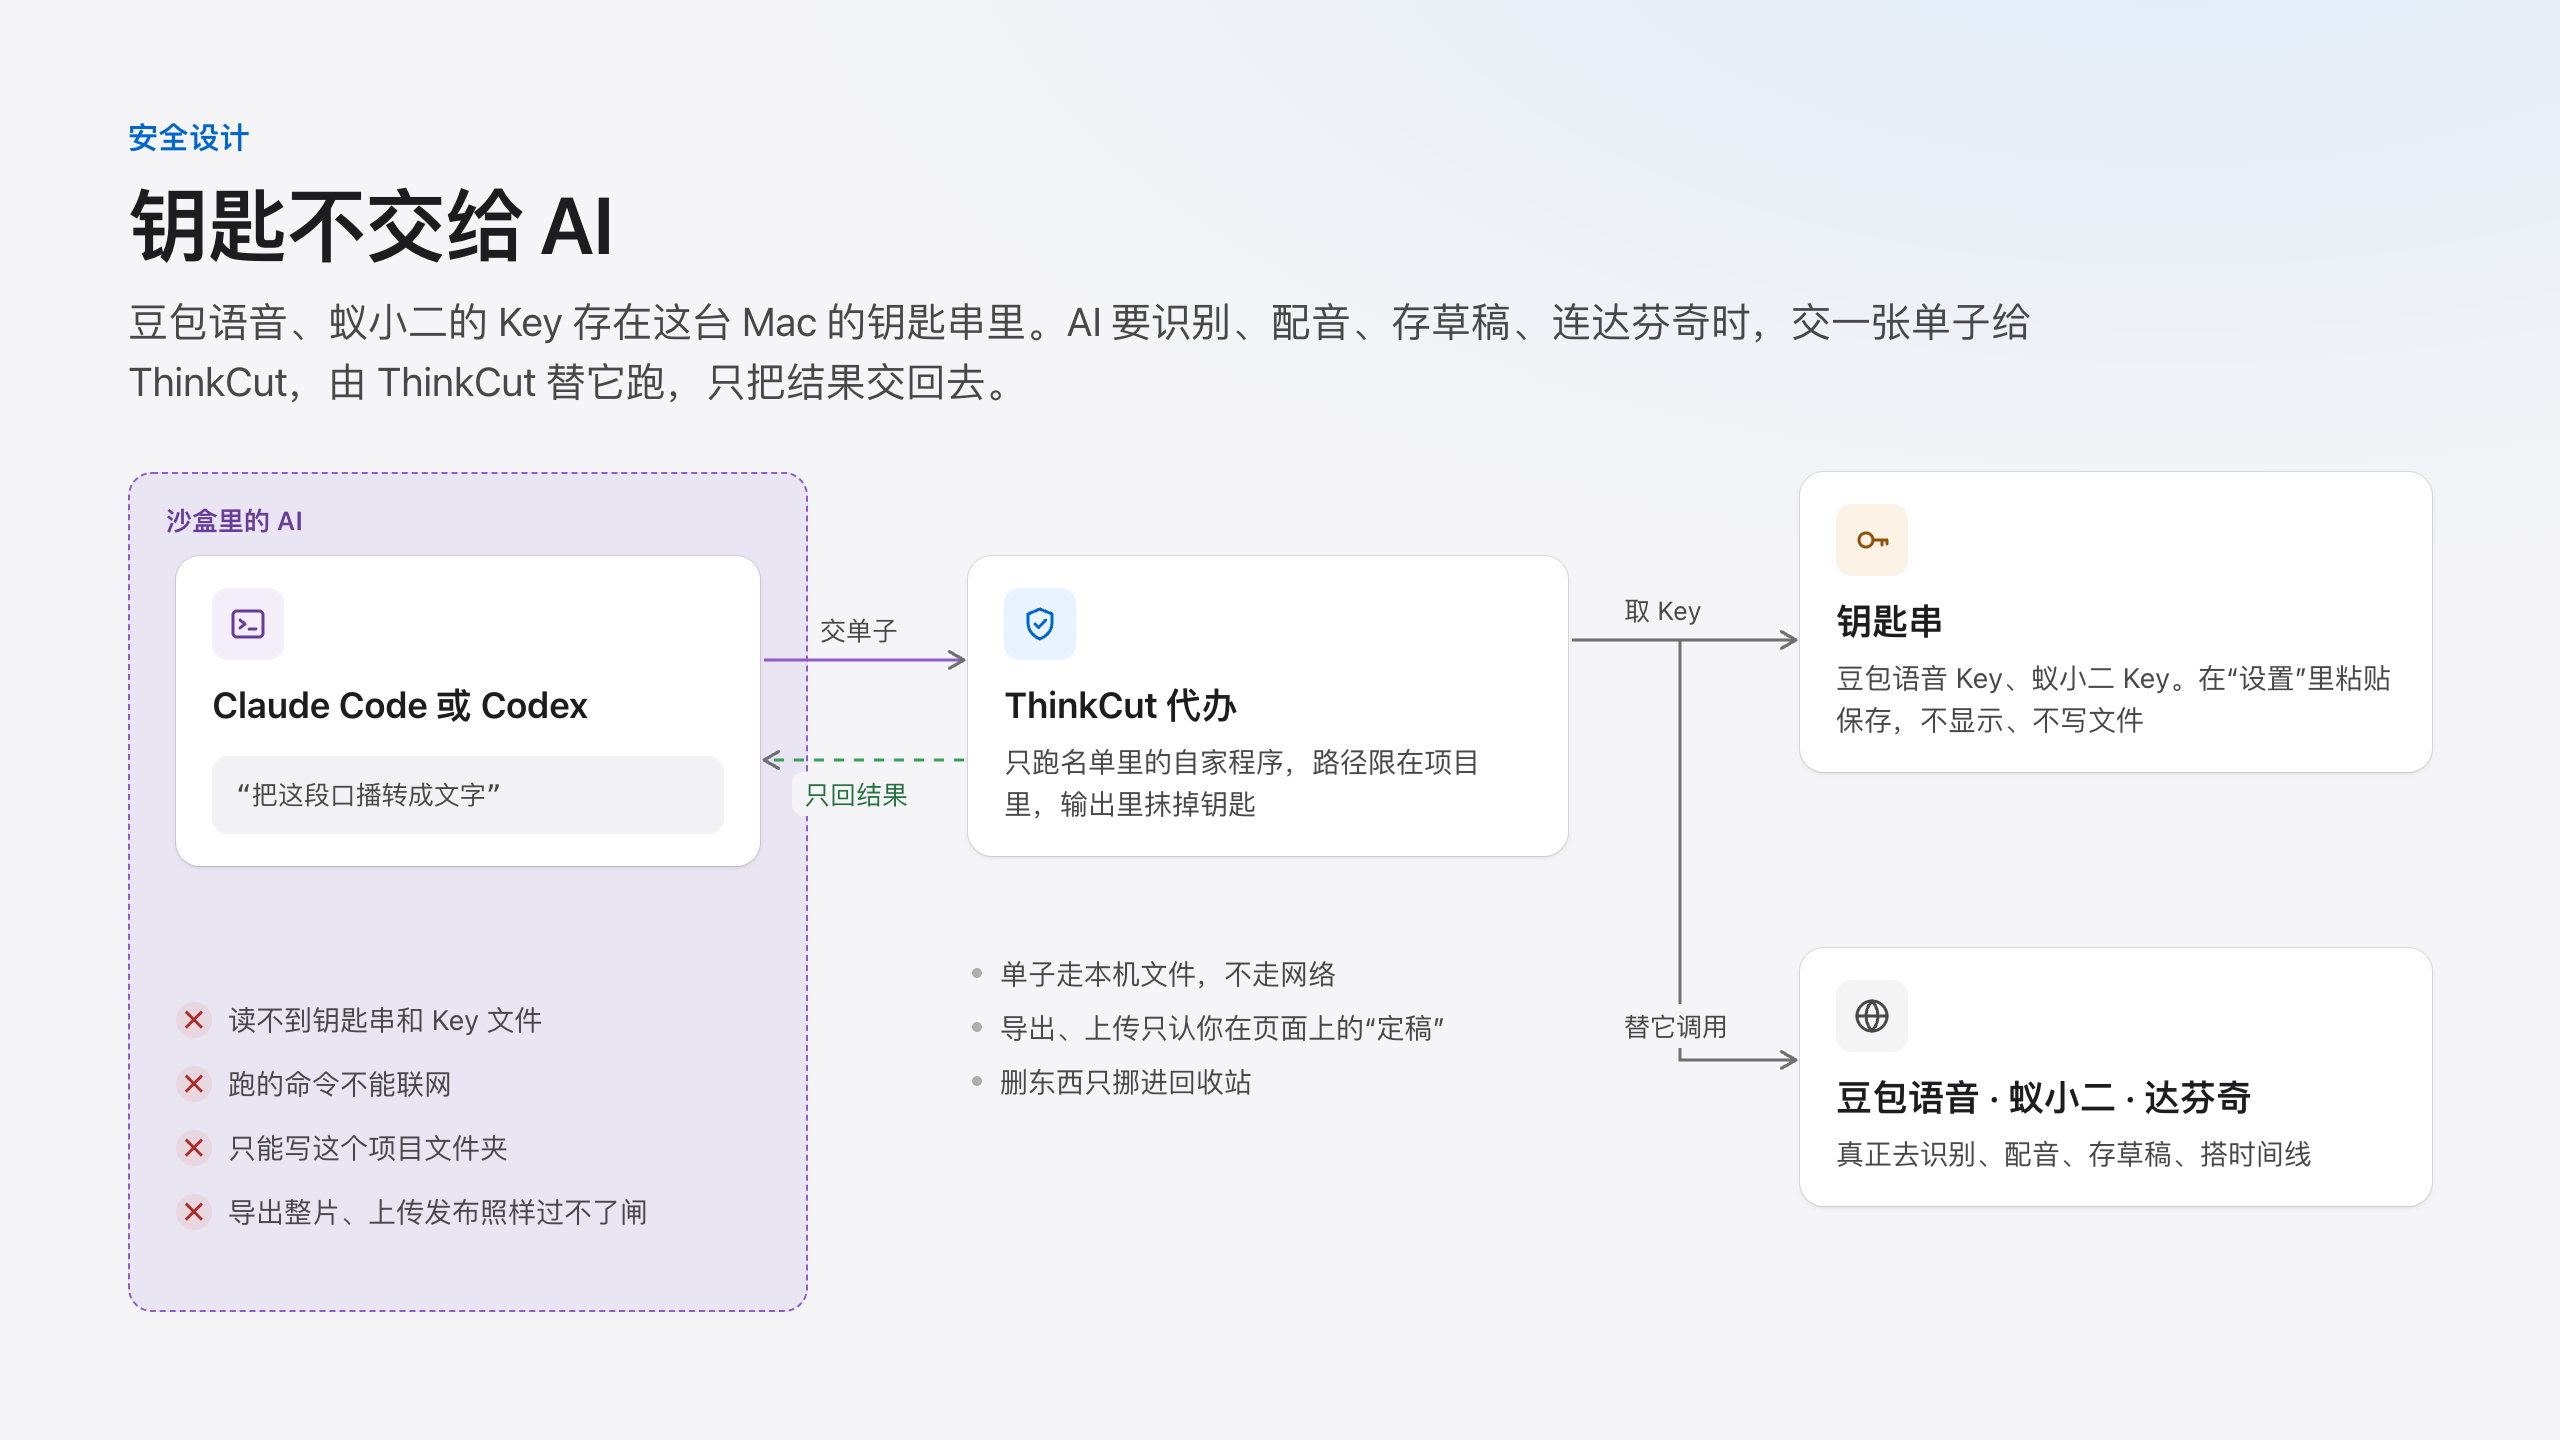 安全设计
钥匙不交给 AI
豆包语音、蚁小二的 Key 存在这台 Mac 的钥匙串里。AI 要识别、配音、存草稿、连达芬奇时，交一张单子给
ThinkCut，由 ThinkCut 替它跑，只把结果交回去。
沙盒里的 AI
Claude Code 或 Codex
“把这段口播转成文字”
读不到钥匙串和 Key 文件
跑的命令不能联网
只能写这个项目文件夹
导出整片、上传发布照样过不了闸
交单子
只回结果
ThinkCut 代办
只跑名单里的自家程序，路径限在项目
里，输出里抹掉钥匙
单子走本机文件，不走网络
导出、上传只认你在页面上的“定稿”
删东西只挪进回收站
取 Key
替它调用
钥匙串
豆包语音 Key、蚁小二 Key。在“设置”里粘贴
保存，不显示、不写文件
豆包语音 · 蚁小二 · 达芬奇
真正去识别、配音、存草稿、搭时间线